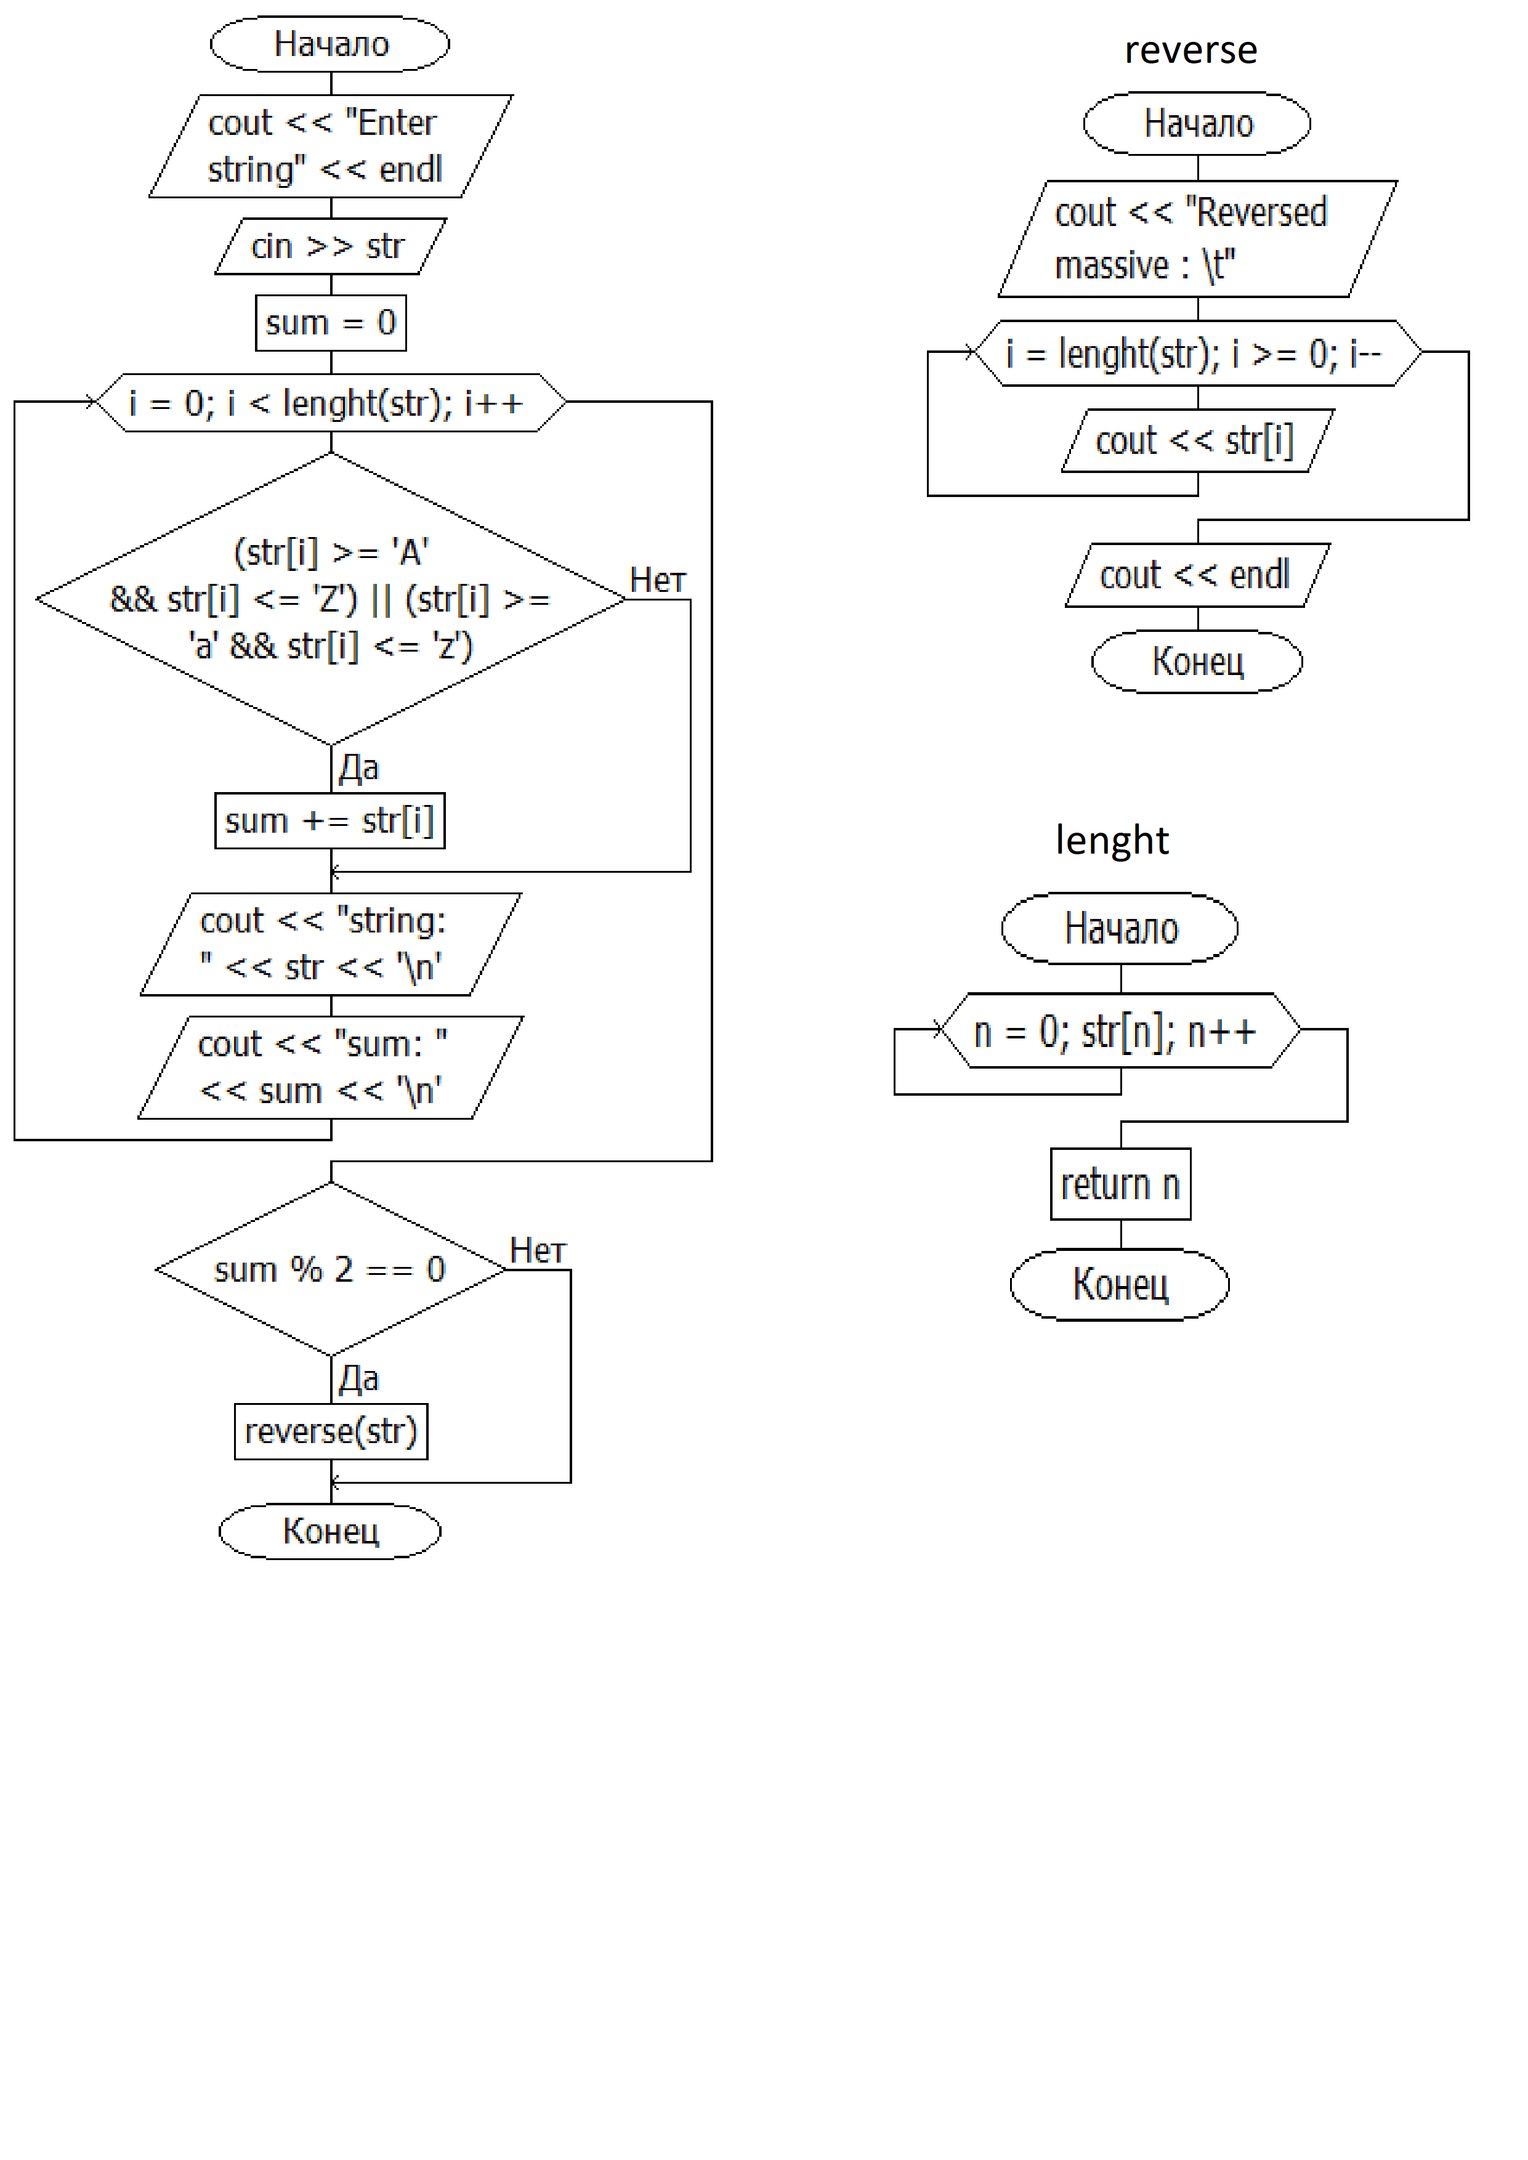 Начало
cout << "Enter
string" << endl
cin >> str
sum = 0
i = 0; i < lenght(str); i++
(str[i] >= 'A'
&& str[i] <= 'Z') || (str[i] >=
'a' && str[i] <= 'z')
Нет
Да
sum += str[i]
cout << "string:
" << str << '\n'
cout << "sum: "
<< sum << '\n'
sum % 2 == 0
Нет
Да
reverse(str)
Конец
reverse
Начало
cout << "Reversed
massive : \t"
i = lenght(str); i >= 0; i--
cout << str[i]
cout << endl
Конец
lenght
Начало
n = 0; str[n]; n++
return n
Конец